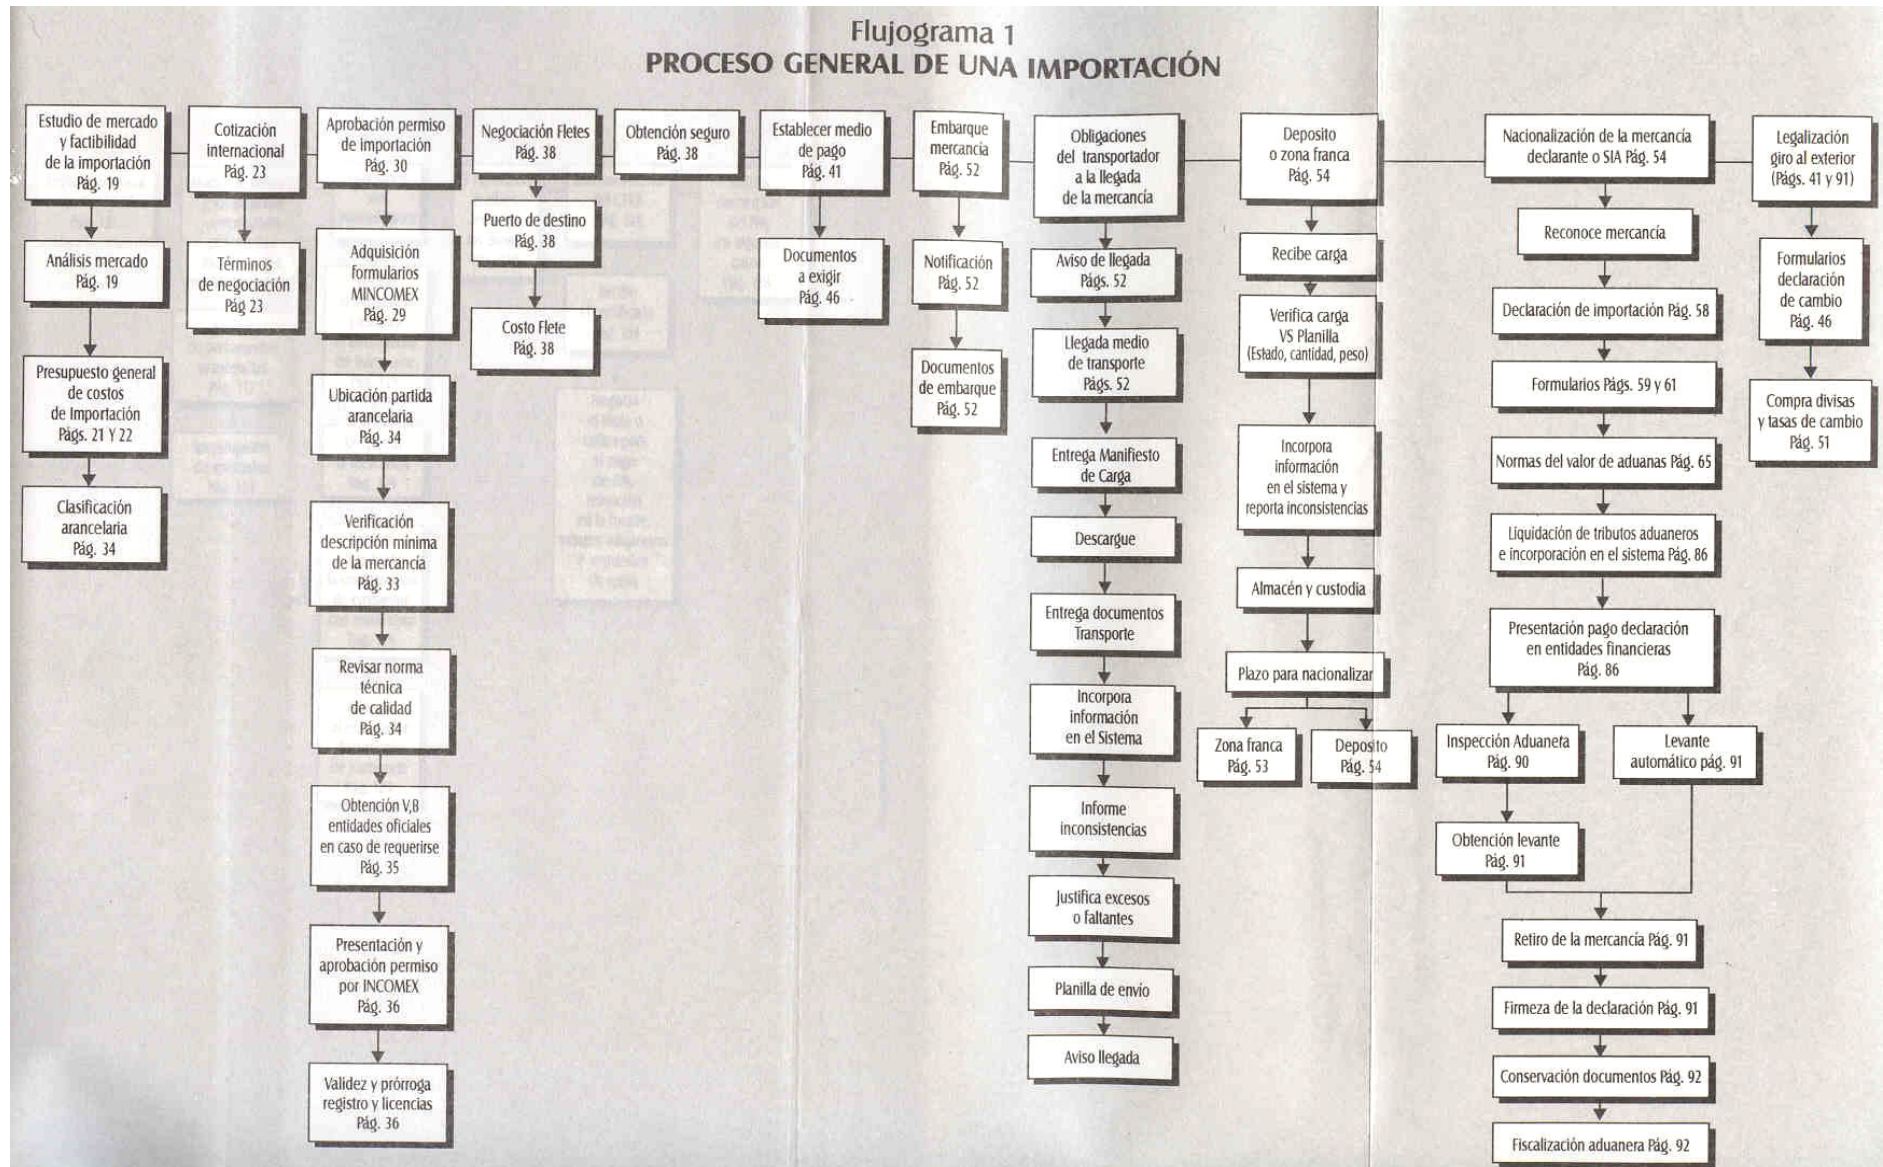 Flujograma 1
PROCESO GENERAL DE UNA IMPORTACIÓN
Estudio de mercado
y factibilidad
de la importación
Pág. 19
Análisis mercado
Pág. 19
Presupuesto general
de costos
de Importación
Págs. 21 Y 22
Clasificación
arancelaria
Pág. 34
Cotización
internacional
Pág. 23
Términos
de negociación
Pág 23
Aprobación permiso
de importación
Pág. 30
Adquisición
formularios
MINCOMEX
Pág. 29
Ubicación partida
arancelaria
Pág. 34
Verificación
descripción mínima
de la mercancía
Pág. 33
Revisar norma
técnica
de calidad
Pág. 34
Obtención V,B
entidades oficiales
en caso de requerirse
Pág. 35
Presentación y
aprobación permiso
por INCOMEX
Pág. 36
Validez y prórroga
registro y licencias
Pág. 36
Negociación Fletes
Pág. 38
Puerto de destino
Pág. 38
Costo Flete
Pág. 38
Obtención seguro
Pág. 38
Establecer medio
de pago
Pág. 41
Documentos
a exigir
Pág. 46
Embarque
mercancía
Pág. 52
Notificación
Pág. 52
Documentos
de embarque
Pág. 52
Obligaciones
del transportador
a la llegada
de la mercancía
Aviso de llegada
Págs. 52
Llegada medio
de transporte
Págs. 52
Entrega Manifiesto
de Carga
Descargue
Entrega documentos
Transporte
Incorpora
información
en el Sistema
Informe
inconsistencias
Justifica excesos
o faltantes
Planilla de envío
Aviso llegada
Deposito
o zona franca
Pág. 54
Recibe carga
Verifica carga
VS Planilla
(Estado, cantidad, peso)
Incorpora
información
en el sistema y
reporta inconsistencias
Almacén y custodia
Plazo para nacionalizar
Zona franca
Pág. 53
Deposito
Pág. 54
Nacionalización de la mercancía
declarante o SIA Pág. 54
Reconoce mercancía
Declaración de importación Pág. 58
Formularios Págs. 59 y 61
Normas del valor de aduanas Pág. 65
Liquidación de tributos aduaneros
e incorporación en el sistema Pág. 86
Presentación pago declaración
en entidades financieras
Pág. 86
Inspección Aduanera
Pág. 90
Levante
automático pág. 91
Obtención levante
Pág. 91
Retiro de la mercancía Pág. 91
Firmeza de la declaración Pág. 91
Conservación documentos Pág. 92
Fiscalización aduanera Pág. 92
Legalización
giro al exterior
(Págs. 41 y 91)
Formularios
declaración
de cambio
Pág. 46
Compra divisas
y tasas de cambio
Pág. 51